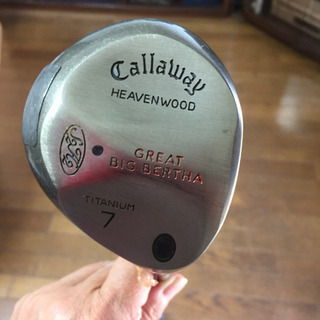 Callaway
HEAVENWOOD
GREAT
BIG BERTHA
TITANIUM
7